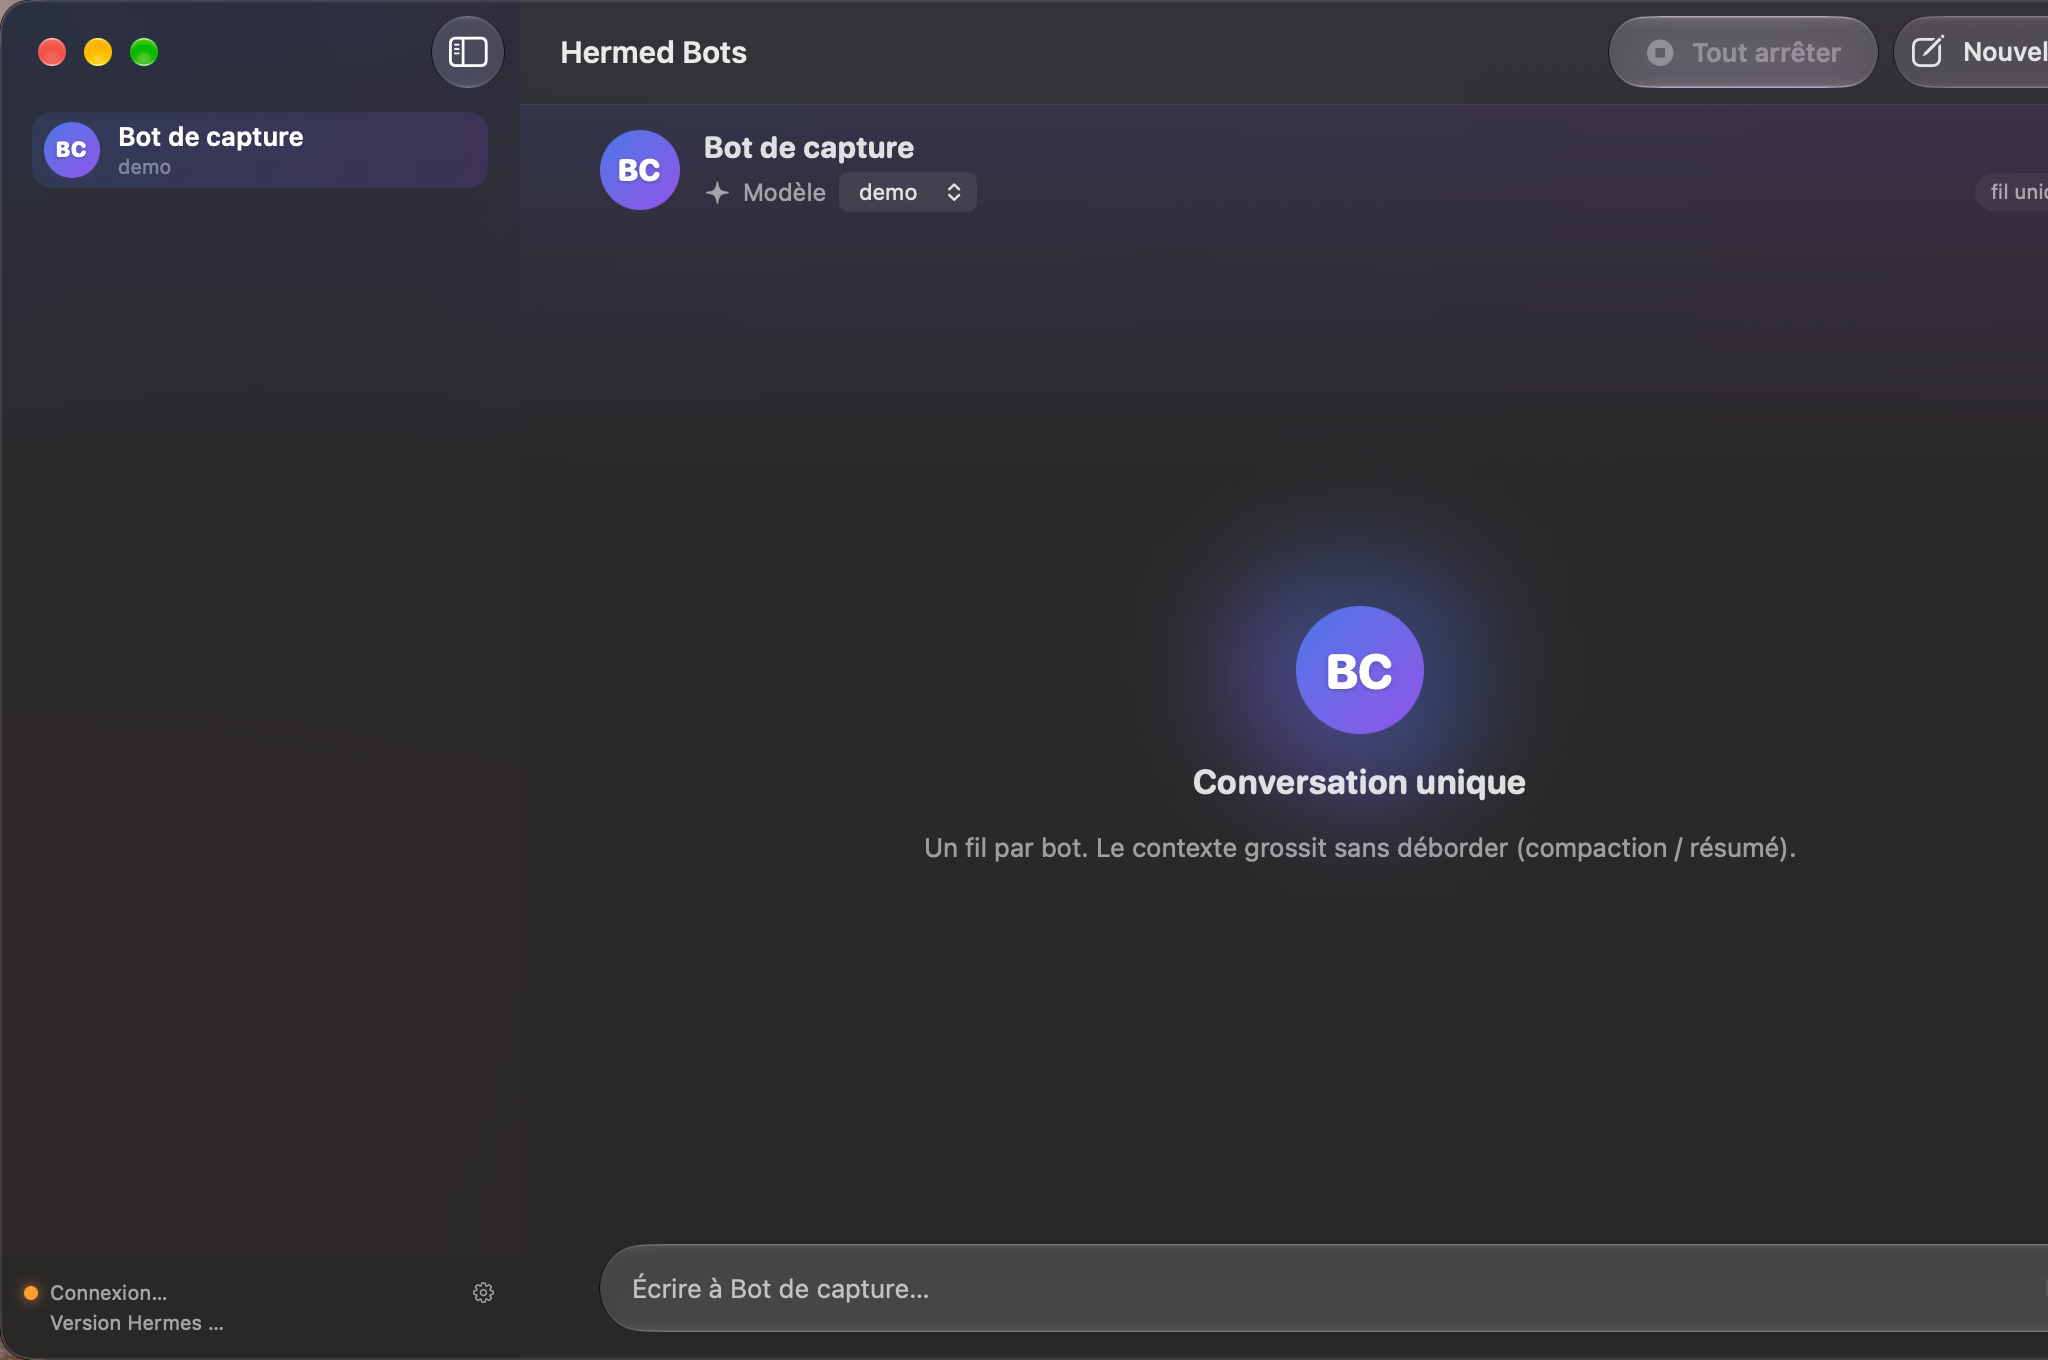 Hermed Bots
Tout arrêter
Nouvel
BC
Bot de capture
demo
BC
Bot de capture
Modèle
demo
fil uni
BC
Conversation unique
Un fil par bot. Le contexte grossit sans déborder (compaction / résumé).
Écrire à Bot de capture...
Connexion...
Version Hermes ...